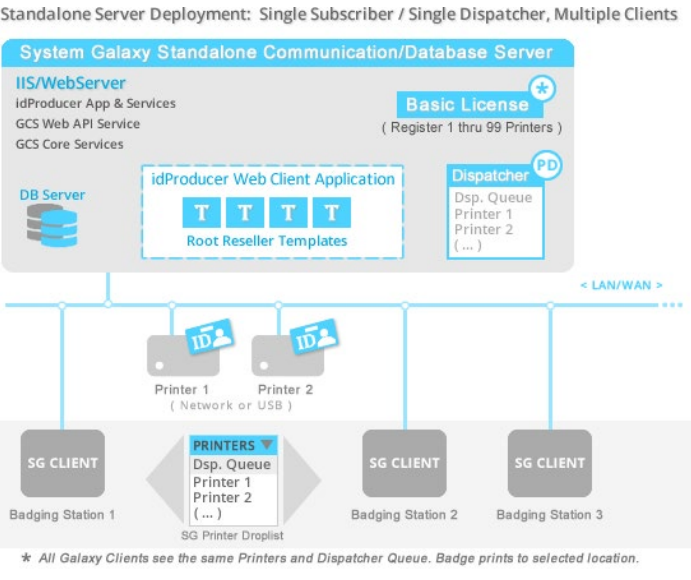 Standalone Server Deployment: Single Subscriber / Single Dispatcher, Multiple Clients
System Galaxy Standalone Communication/Database Server
IIS/WebServer
idProducer App & Services
GCS Web API Service
GCS Core Services
*
Basic License
( Register 1 thru 99 Printers )
DB Server
idProducer Web Client Application
T T T T
Root Reseller Templates
PD
Dispatcher
Dsp. Queue
Printer 1
Printer 2
( ... )
< LAN/WAN >
ID
ID
Printer 1
Printer 2
( Network or USB )
SG CLIENT
Badging Station 1
PRINTERS ▼
Dsp. Queue
Printer 1
Printer 2
( ... )
SG Printer Droplist
SG CLIENT
Badging Station 2
SG CLIENT
Badging Station 3
* All Galaxy Clients see the same Printers and Dispatcher Queue. Badge prints to selected location.